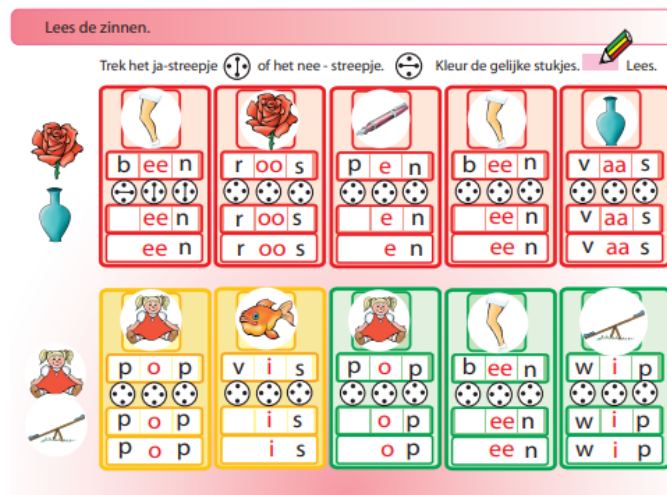 Lees de zinnen.
Trek het ja-streepje of het nee - streepje. Kleur de gelijke stukjes. Lees.
b ee n r oo s p e n b ee n v aa s
ee n r oo s e n ee n v aa s
ee n r oo s e n ee n v aa s
p o p v i s p o p b ee n w i p
p o p i s o p ee n w i p
p o p i s o p ee n w i p